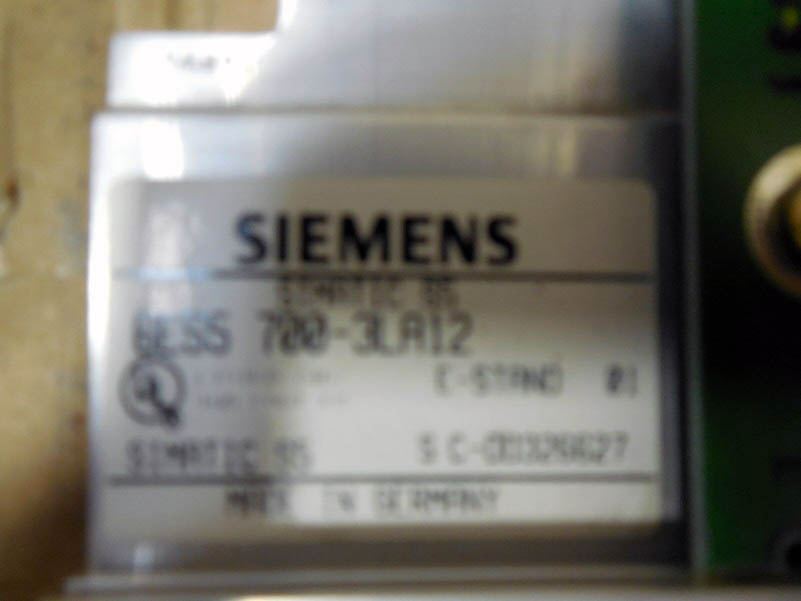 SIEMENS
SIMATIC S5
6ES5 700-3LA12
E-STAND 01
SIMATIC S5 S C-
MADE IN GERMANY